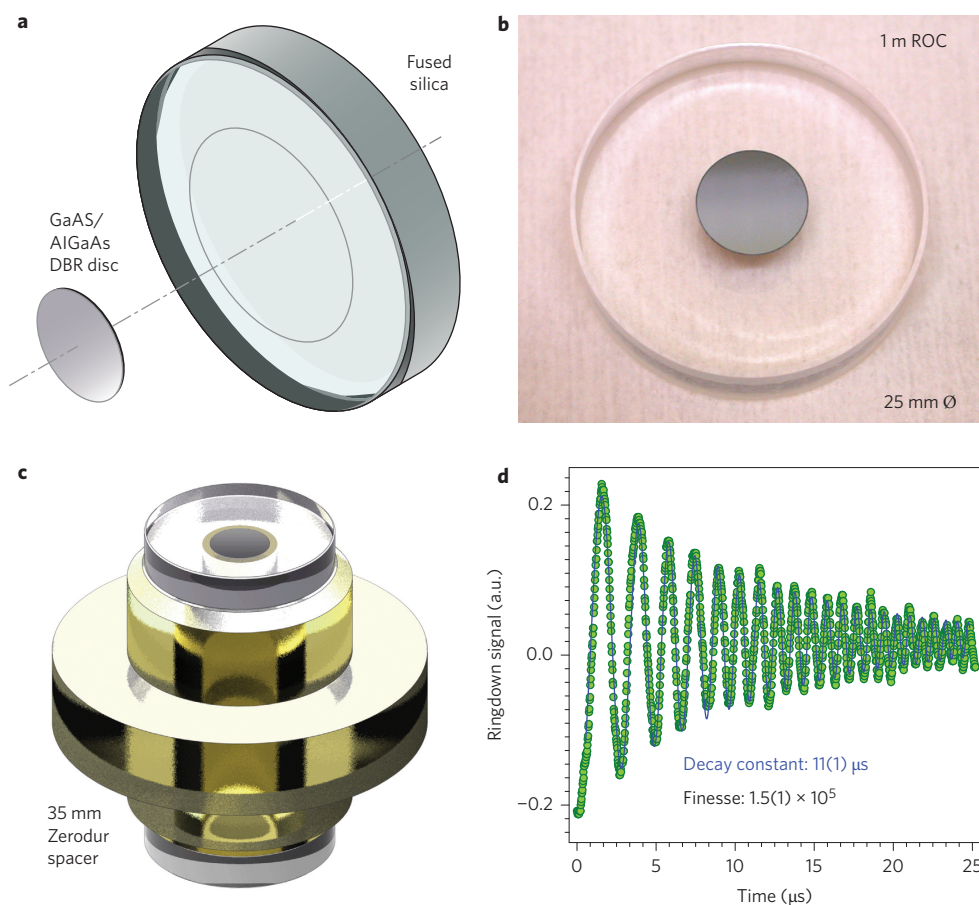 a
Fused
silica
GaAS/
AlGaAs
DBR disc
b
1 m ROC
25 mm Ø
c
35 mm
Zerodur
spacer
d
Ringdown signal (a.u.)
0.2
0.0
−0.2
Decay constant: 11(1) μs
Finesse: 1.5(1) × 10⁵
0 5 10 15 20 25
Time (μs)